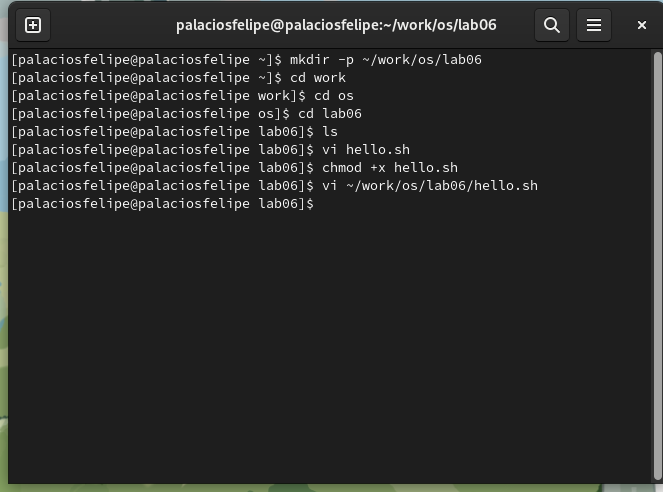 palaciosfelipe@palaciosfelipe:~/work/os/lab06
[palaciosfelipe@palaciosfelipe ~]$ mkdir -p ~/work/os/lab06
[palaciosfelipe@palaciosfelipe ~]$ cd work
[palaciosfelipe@palaciosfelipe work]$ cd os
[palaciosfelipe@palaciosfelipe os]$ cd lab06
[palaciosfelipe@palaciosfelipe lab06]$ ls
[palaciosfelipe@palaciosfelipe lab06]$ vi hello.sh
[palaciosfelipe@palaciosfelipe lab06]$ chmod +x hello.sh
[palaciosfelipe@palaciosfelipe lab06]$ vi ~/work/os/lab06/hello.sh
[palaciosfelipe@palaciosfelipe lab06]$